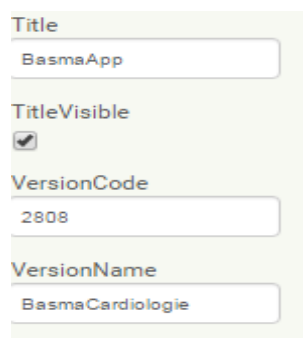 Title
BasmaApp
TitleVisible
VersionCode
2808
VersionName
BasmaCardiologie